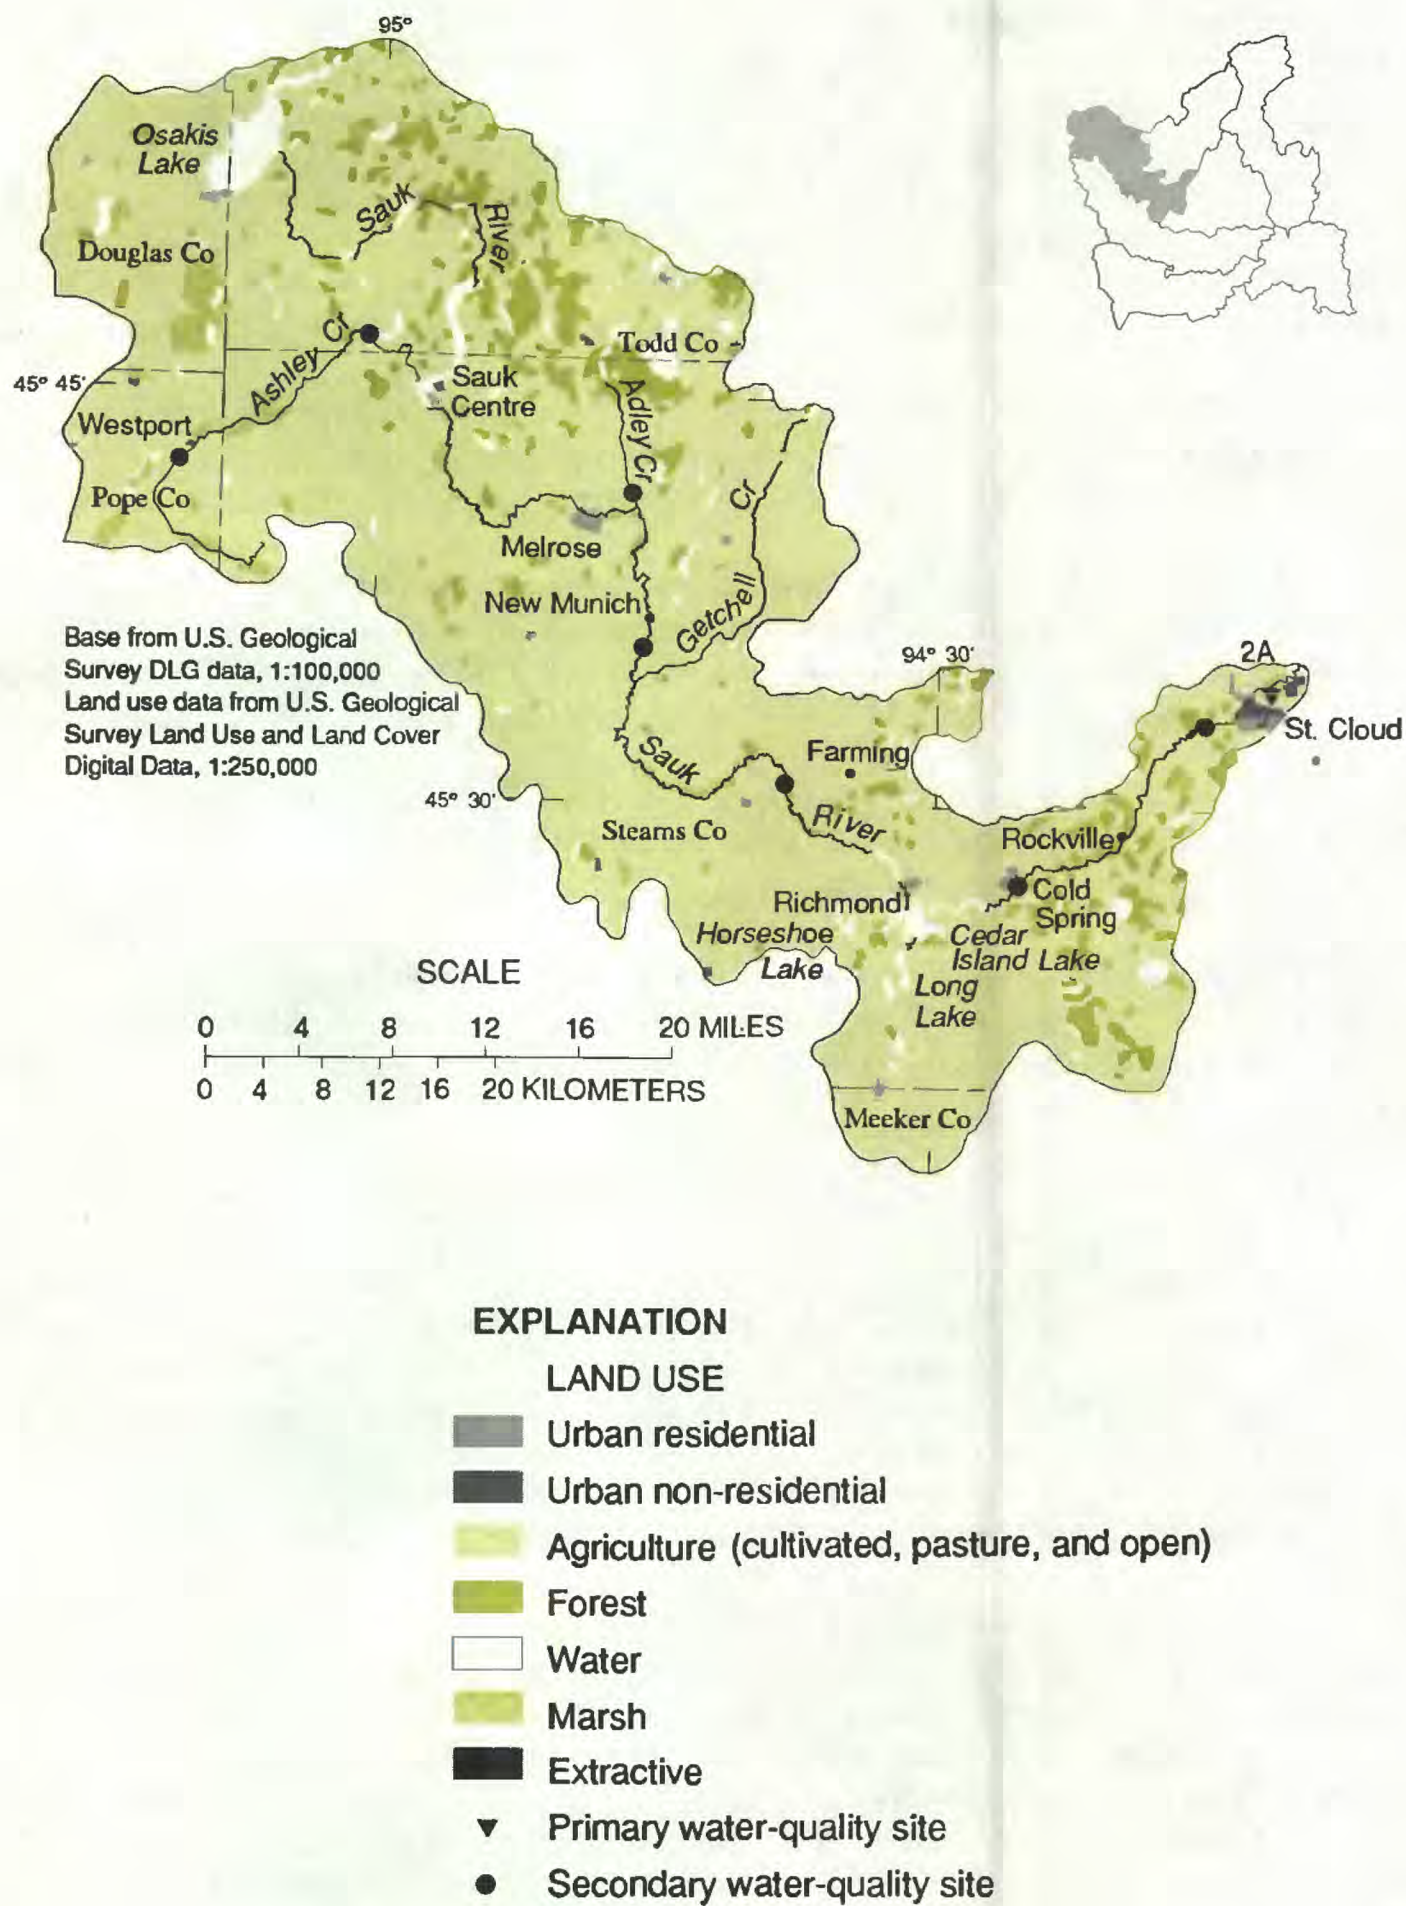 95°
Osakis
Lake
Sauk
River
Douglas Co
Ashley Cr
Todd Co
45° 45'
Sauk
Centre
Adley Cr
Westport
Pope Co
Cr
Melrose
New Munich
Getchell
Base from U.S. Geological
Survey DLG data, 1:100,000
Land use data from U.S. Geological
Survey Land Use and Land Cover
Digital Data, 1:250,000
94° 30'
2A
St. Cloud
Sauk
Farming
45° 30'
River
Stearns Co
Rockville
Richmond
Cold
Spring
Horseshoe
Lake
Cedar
Island Lake
Long
Lake
SCALE
0 4 8 12 16 20 MILES
0 4 8 12 16 20 KILOMETERS
Meeker Co
EXPLANATION
LAND USE
Urban residential
Urban non-residential
Agriculture (cultivated, pasture, and open)
Forest
Water
Marsh
Extractive
Primary water-quality site
Secondary water-quality site